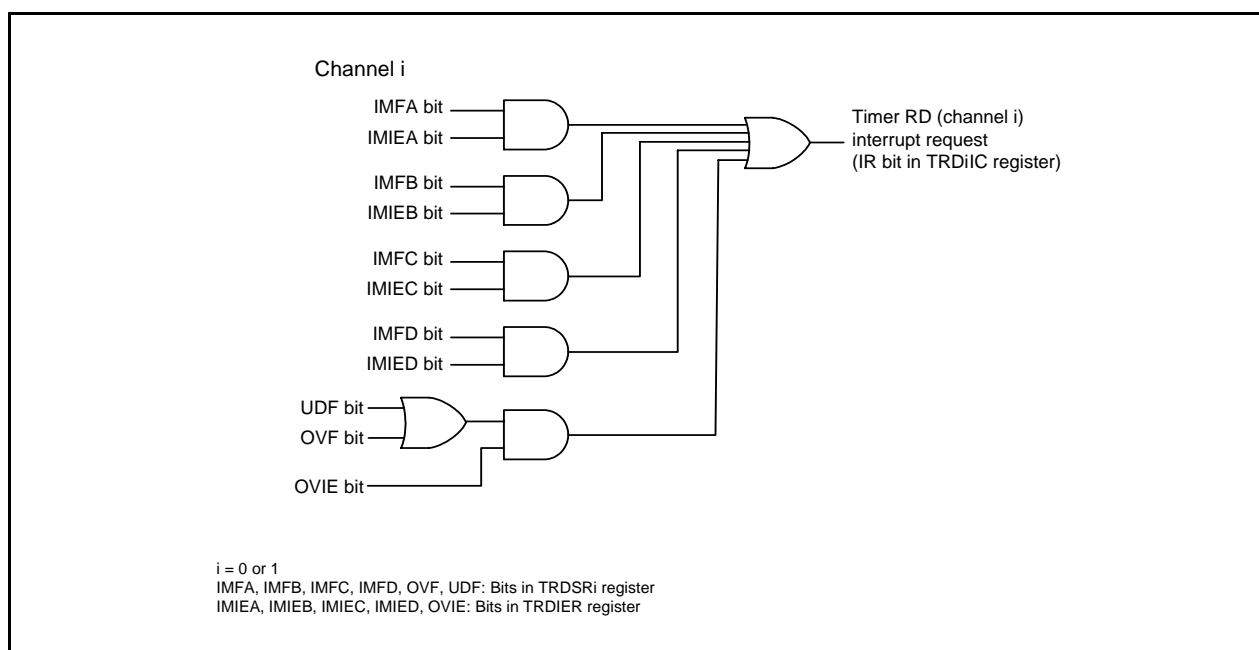 Channel i
IMFA bit
IMIEA bit
IMFB bit
IMIEB bit
IMFC bit
IMIEC bit
IMFD bit
IMIED bit
UDF bit
OVF bit
OVIE bit
Timer RD (channel i)
interrupt request
(IR bit in TRDiIC register)
i = 0 or 1
IMFA, IMFB, IMFC, IMFD, OVF, UDF: Bits in TRDSRi register
IMIEA, IMIEB, IMIEC, IMIED, OVIE: Bits in TRDIER register